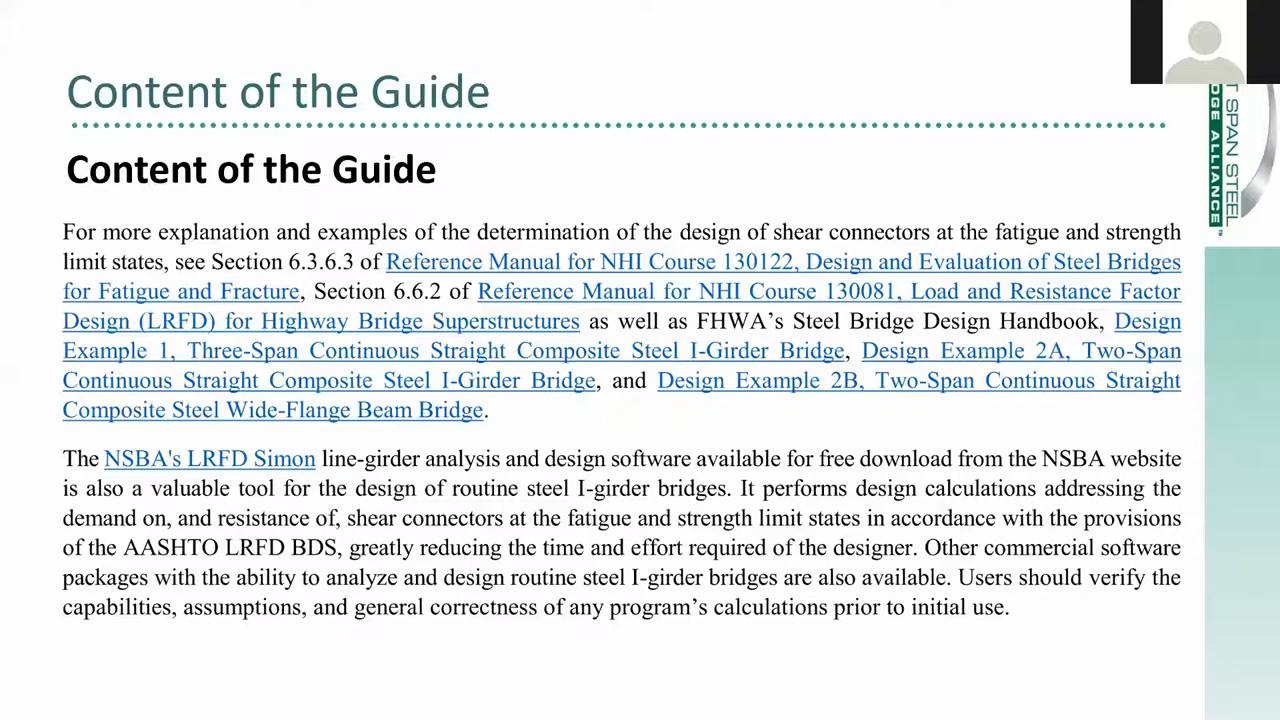 Content of the Guide
Content of the Guide
For more explanation and examples of the determination of the design of shear connectors at the fatigue and strength
limit states, see Section 6.3.6.3 of Reference Manual for NHI Course 130122, Design and Evaluation of Steel Bridges
for Fatigue and Fracture, Section 6.6.2 of Reference Manual for NHI Course 130081, Load and Resistance Factor
Design (LRFD) for Highway Bridge Superstructures as well as FHWA’s Steel Bridge Design Handbook, Design
Example 1, Three-Span Continuous Straight Composite Steel I-Girder Bridge, Design Example 2A, Two-Span
Continuous Straight Composite Steel I-Girder Bridge, and Design Example 2B, Two-Span Continuous Straight
Composite Steel Wide-Flange Beam Bridge.
The NSBA's LRFD Simon line-girder analysis and design software available for free download from the NSBA website
is also a valuable tool for the design of routine steel I-girder bridges. It performs design calculations addressing the
demand on, and resistance of, shear connectors at the fatigue and strength limit states in accordance with the provisions
of the AASHTO LRFD BDS, greatly reducing the time and effort required of the designer. Other commercial software
packages with the ability to analyze and design routine steel I-girder bridges are also available. Users should verify the
capabilities, assumptions, and general correctness of any program’s calculations prior to initial use.
T SPAN STEEL
DGE ALLIANCE™